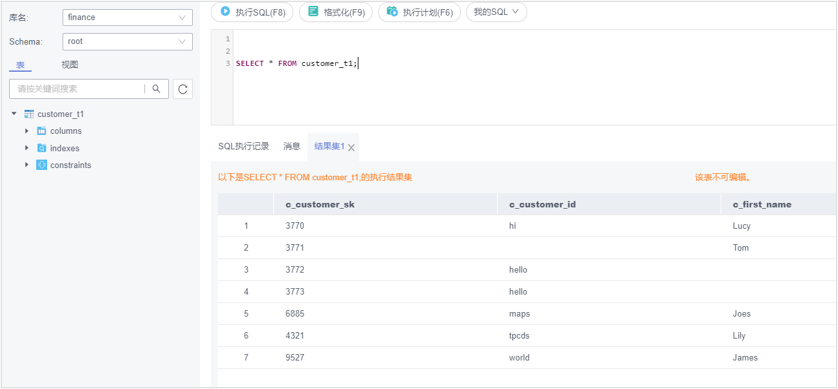 库名: finance
Schema: root
表 视图
请按关键词搜索
customer_t1
columns
indexes
constraints
执行SQL(F8) 格式化(F9) 执行计划(F6) 我的SQL
1
2
3 SELECT * FROM customer_t1;
SQL执行记录 消息 结果集1
以下是SELECT * FROM customer_t1;的执行结果集 该表不可编辑。
c_customer_sk c_customer_id c_first_name
1 3770 hi Lucy
2 3771 Tom
3 3772 hello
4 3773 hello
5 6885 maps Joes
6 4321 tpcds Lily
7 9527 world James